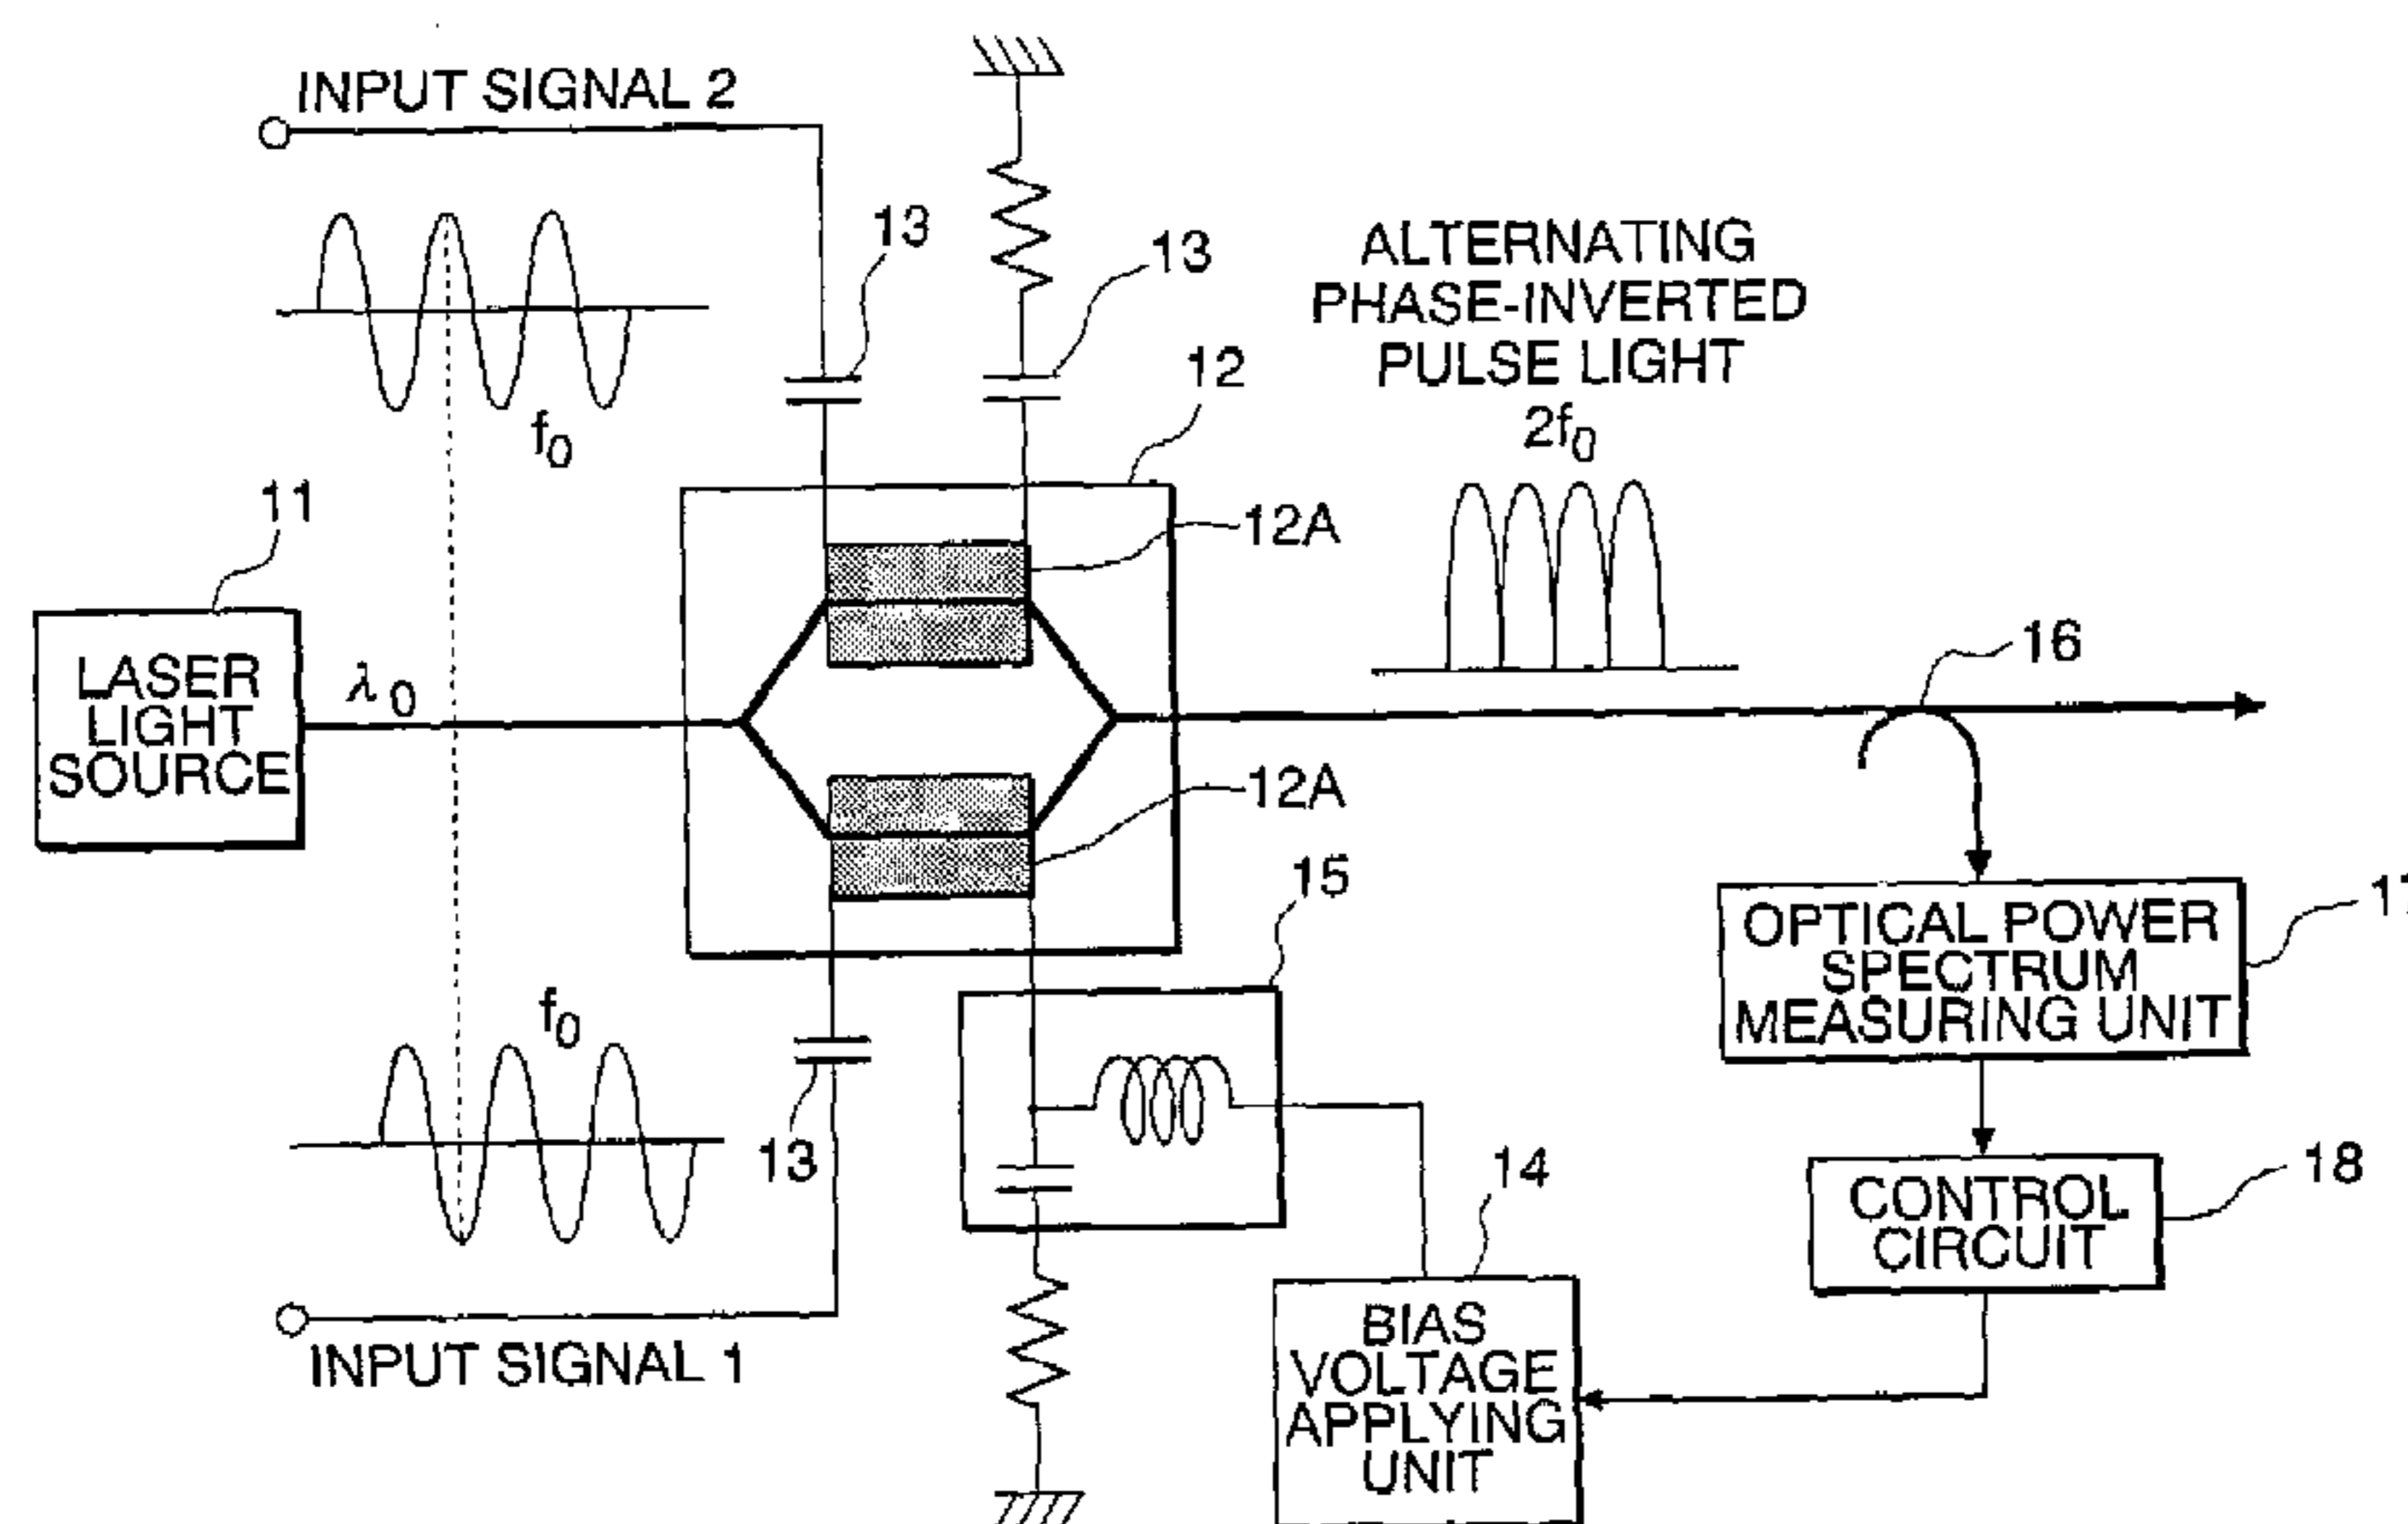 INPUT SIGNAL 2
13
13
ALTERNATING
PHASE-INVERTED
PULSE LIGHT
2f0
12
f0
11
12A
LASER
LIGHT
SOURCE
λ0
16
12A
15
OPTICAL POWER
SPECTRUM
MEASURING UNIT
f0
13
14
CONTROL
CIRCUIT
18
INPUT SIGNAL 1
BIAS
VOLTAGE
APPLYING
UNIT